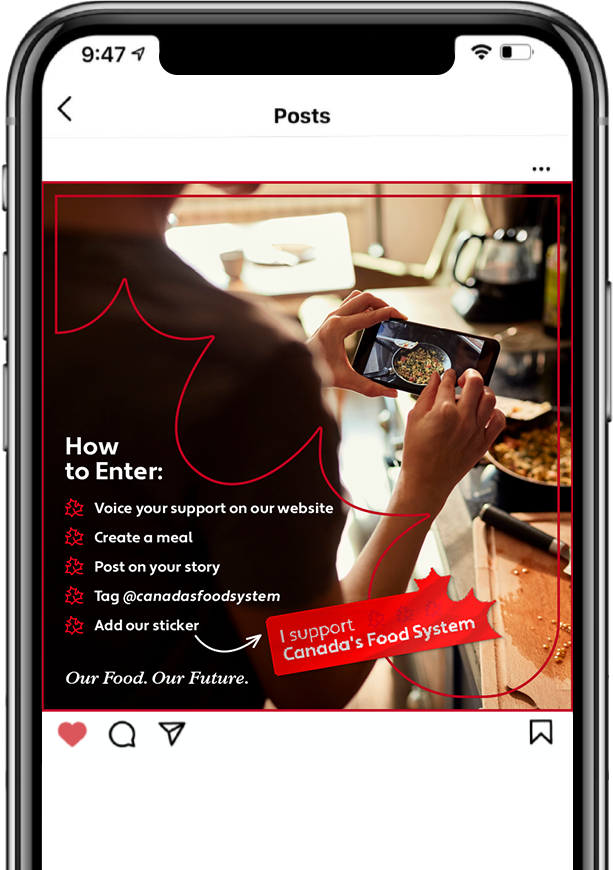 9:47
Posts
How
to Enter:
Voice your support on our website
Create a meal
Post on your story
Tag @canadasfoodsystem
Add our sticker
I support
Canada's Food System
Our Food. Our Future.